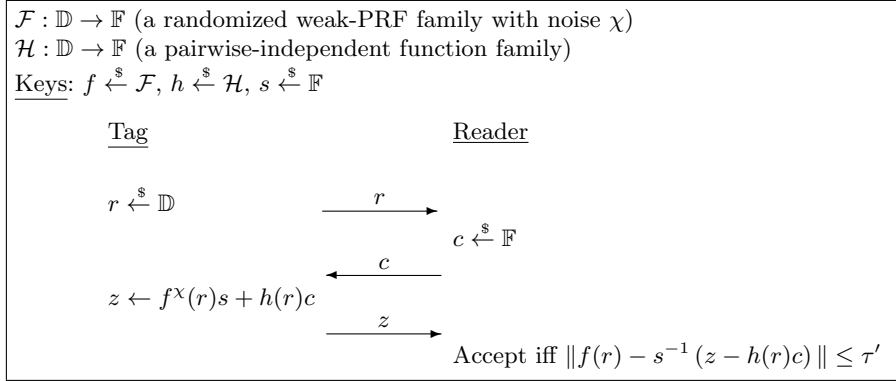 ℱ : 𝔻 → 𝔽 (a randomized weak-PRF family with noise χ)
ℋ : 𝔻 → 𝔽 (a pairwise-independent function family)
Keys: f ←$ ℱ, h ←$ ℋ, s ←$ 𝔽
Tag Reader
r ←$ 𝔻
r
c ←$ 𝔽
c
z ← f^χ(r)s + h(r)c
z
Accept iff ‖f(r) − s⁻¹ (z − h(r)c) ‖ ≤ τ′